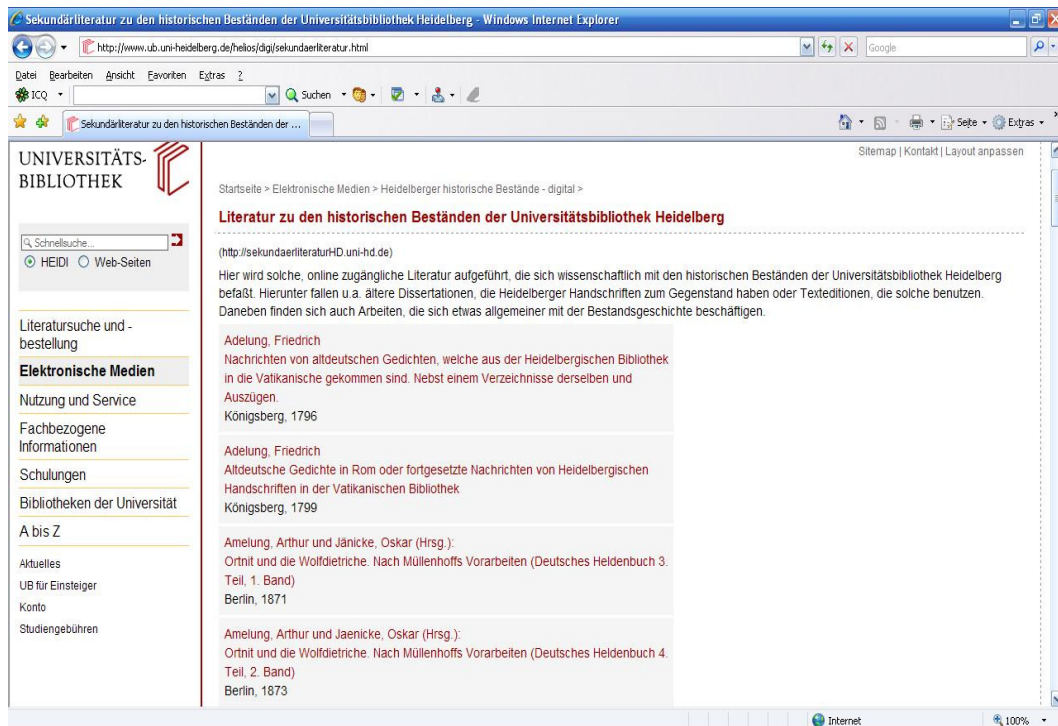 Sekundärliteratur zu den historischen Beständen der Universitätsbibliothek Heidelberg - Windows Internet Explorer
http://www.ub.uni-heidelberg.de/helios/digi/sekundaerliteratur.html
Google
Datei Bearbeiten Ansicht Favoriten Extras ?
ICQ
Suchen
Sekundärliteratur zu den historischen Beständen der ...
Seite
Extras
UNIVERSITÄTS-
BIBLIOTHEK
Schnellsuche...
HEIDI Web-Seiten
Literatursuche und -
bestellung
Elektronische Medien
Nutzung und Service
Fachbezogene
Informationen
Schulungen
Bibliotheken der Universität
A bis Z
Aktuelles
UB für Einsteiger
Konto
Studiengebühren
Sitemap | Kontakt | Layout anpassen
Startseite > Elektronische Medien > Heidelberger historische Bestände - digital >
Literatur zu den historischen Beständen der Universitätsbibliothek Heidelberg
(http://sekundaerliteraturHD.uni-hd.de)
Hier wird solche, online zugängliche Literatur aufgeführt, die sich wissenschaftlich mit den historischen Beständen der Universitätsbibliothek Heidelberg
befaßt. Hierunter fallen u.a. ältere Dissertationen, die Heidelberger Handschriften zum Gegenstand haben oder Texteditionen, die solche benutzen.
Daneben finden sich auch Arbeiten, die sich etwas allgemeiner mit der Bestandsgeschichte beschäftigen.
Adelung, Friedrich
Nachrichten von altdeutschen Gedichten, welche aus der Heidelbergischen Bibliothek
in die Vatikanische gekommen sind. Nebst einem Verzeichnisse derselben und
Auszügen.
Königsberg, 1796
Adelung, Friedrich
Altdeutsche Gedichte in Rom oder fortgesetzte Nachrichten von Heidelbergischen
Handschriften in der Vatikanischen Bibliothek
Königsberg, 1799
Amelung, Arthur und Jänicke, Oskar (Hrsg.):
Ortnit und die Wolfdietriche. Nach Müllenhoffs Vorarbeiten (Deutsches Heldenbuch 3.
Teil, 1. Band)
Berlin, 1871
Amelung, Arthur und Jaenicke, Oskar (Hrsg.):
Ortnit und die Wolfdietriche. Nach Müllenhoffs Vorarbeiten (Deutsches Heldenbuch 4.
Teil, 2. Band)
Berlin, 1873
Internet
100%